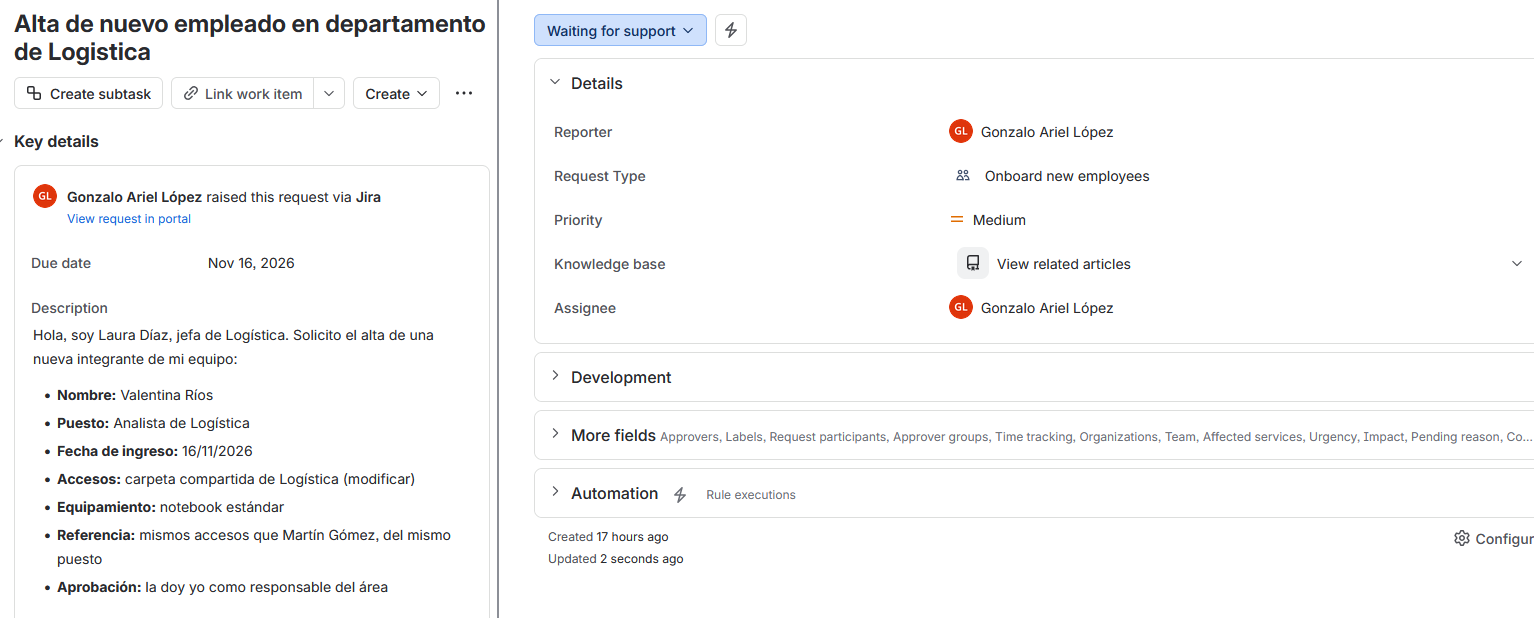 Alta de nuevo empleado en departamento
de Logistica
Create subtask
Link work item
Create
Key details
GL
Gonzalo Ariel López raised this request via Jira
View request in portal
Due date
Nov 16, 2026
Description
Hola, soy Laura Díaz, jefa de Logística. Solicito el alta de una
nueva integrante de mi equipo:
• Nombre: Valentina Ríos
• Puesto: Analista de Logística
• Fecha de ingreso: 16/11/2026
• Accesos: carpeta compartida de Logística (modificar)
• Equipamiento: notebook estándar
• Referencia: mismos accesos que Martín Gómez, del mismo
puesto
• Aprobación: la doy yo como responsable del área
Waiting for support
Details
Reporter
GL Gonzalo Ariel López
Request Type
Onboard new employees
Priority
Medium
Knowledge base
View related articles
Assignee
GL Gonzalo Ariel López
Development
More fields Approvers, Labels, Request participants, Approver groups, Time tracking, Organizations, Team, Affected services, Urgency, Impact, Pending reason, Co...
Automation Rule executions
Created 17 hours ago
Updated 2 seconds ago
Configur